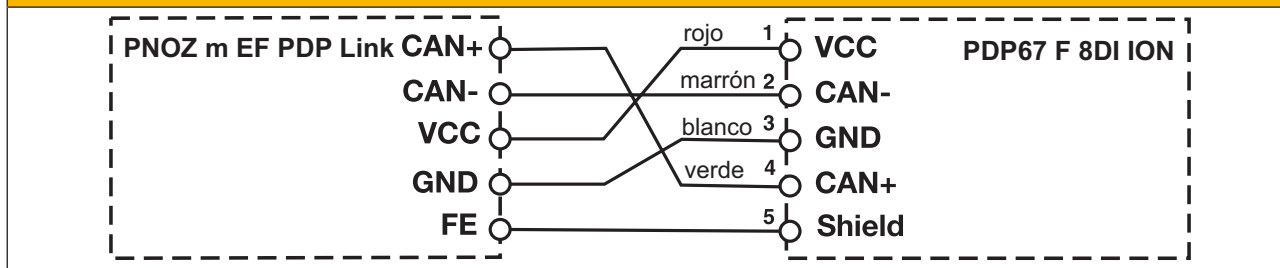 PNOZ m EF PDP Link CAN+ rojo 1 VCC PDP67 F 8DI ION
CAN- marrón 2 CAN-
VCC blanco 3 GND
GND verde 4 CAN+
FE 5 Shield